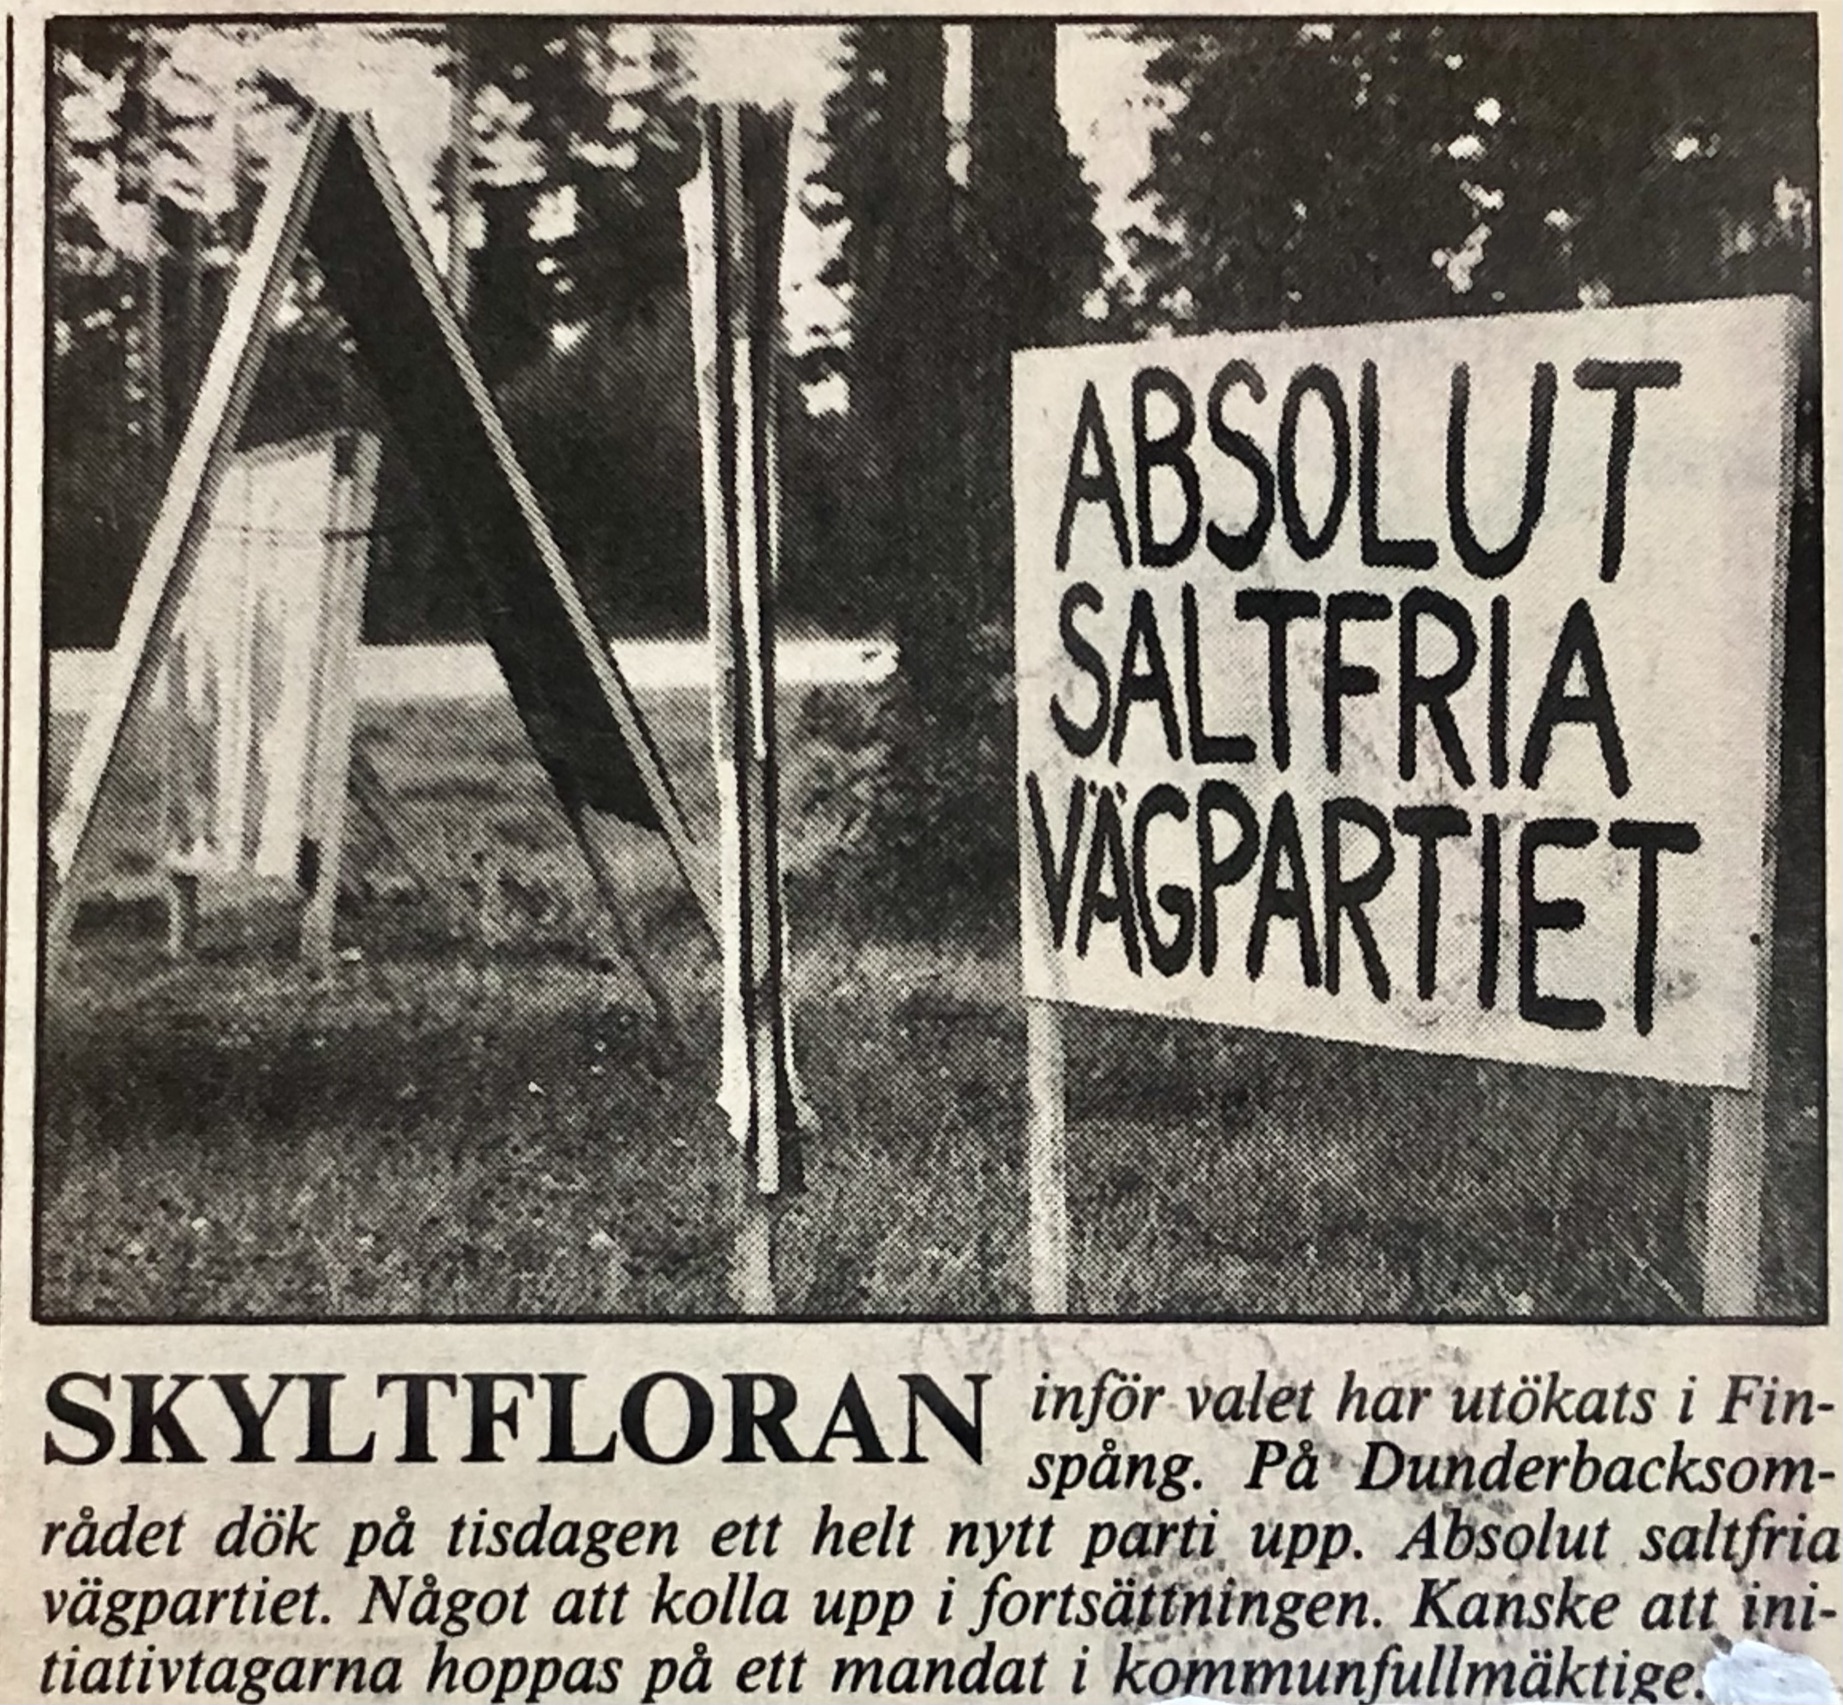 ABSOLUT
SALTFRIA
VÄGPARTIET
SKYLTFLORAN inför valet har utökats i Fin-
spång. På Dunderbacksom-
rådet dök på tisdagen ett helt nytt parti upp. Absolut saltfria
vägpartiet. Något att kolla upp i fortsättningen. Kanske att ini-
tiativtagarna hoppas på ett mandat i kommunfullmäktige.